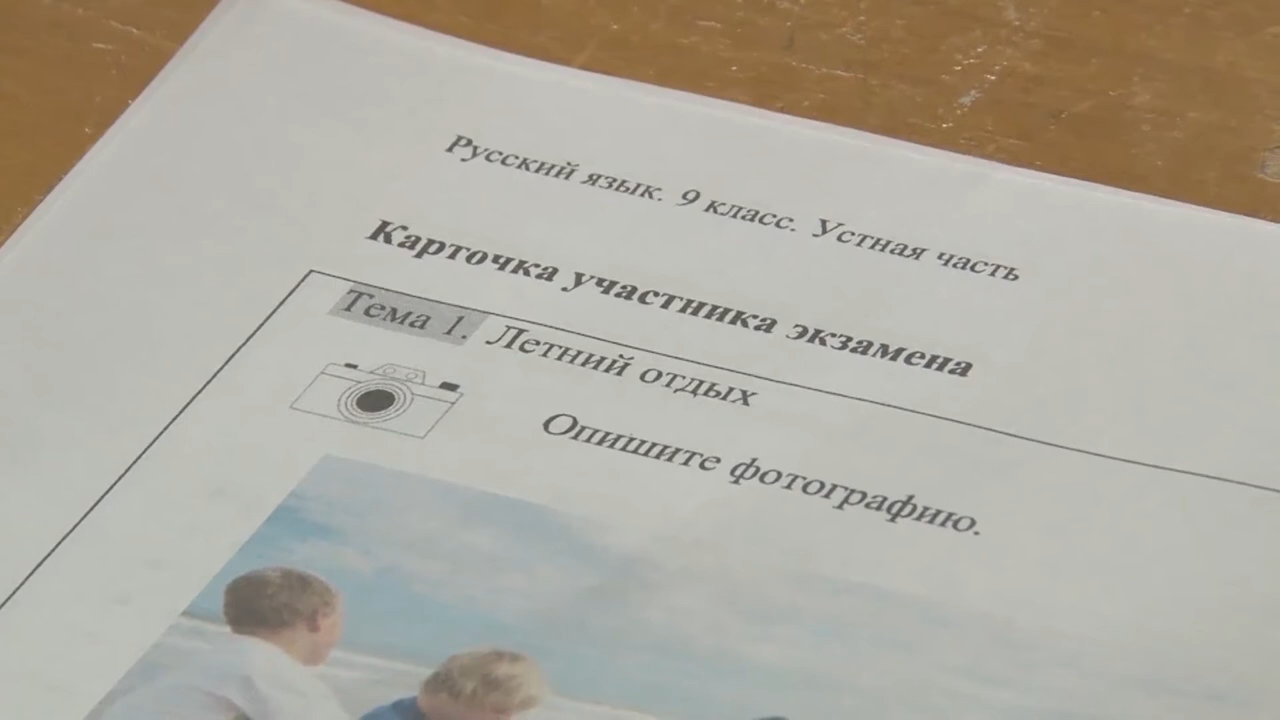 Русский язык. 9 класс. Устная часть
Карточка участника экзамена
Тема 1. Летний отдых
Опишите фотографию.